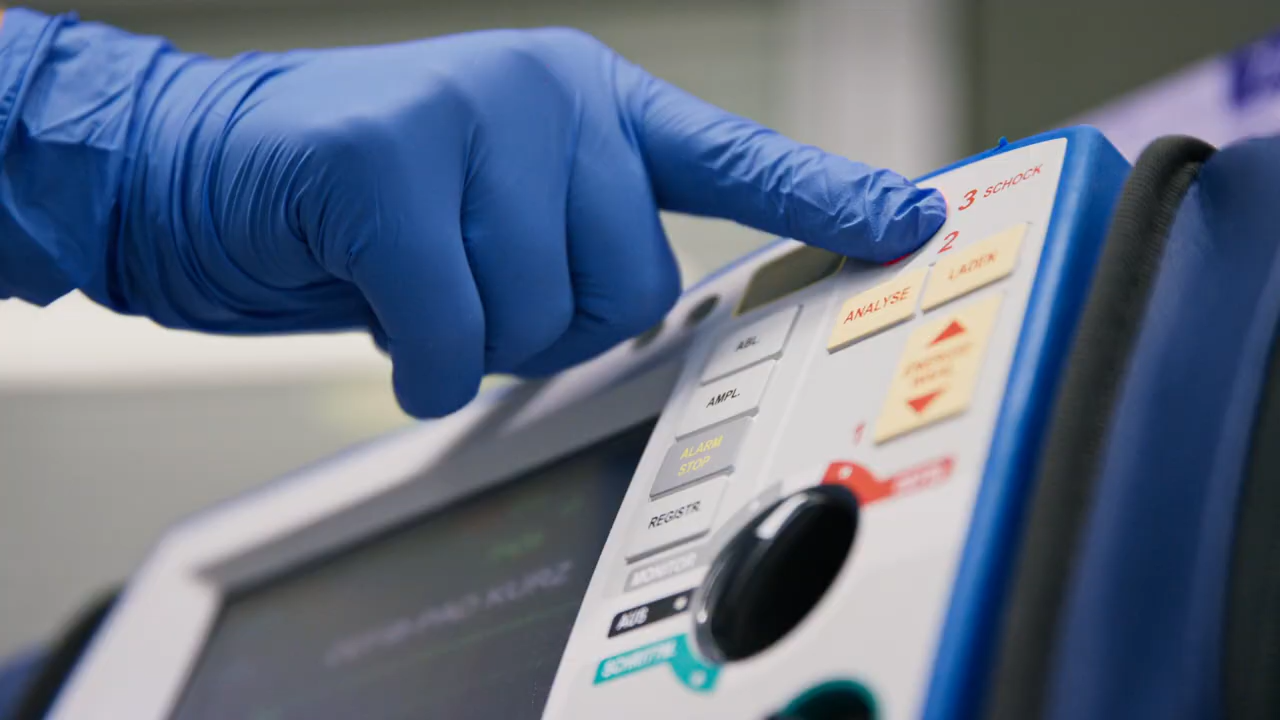 3 SCHOCK
2
LADEN
ANALYSE
ABL.
AMPL.
ALARM
STOP
1
REGISTR.
MONITOR
AUS